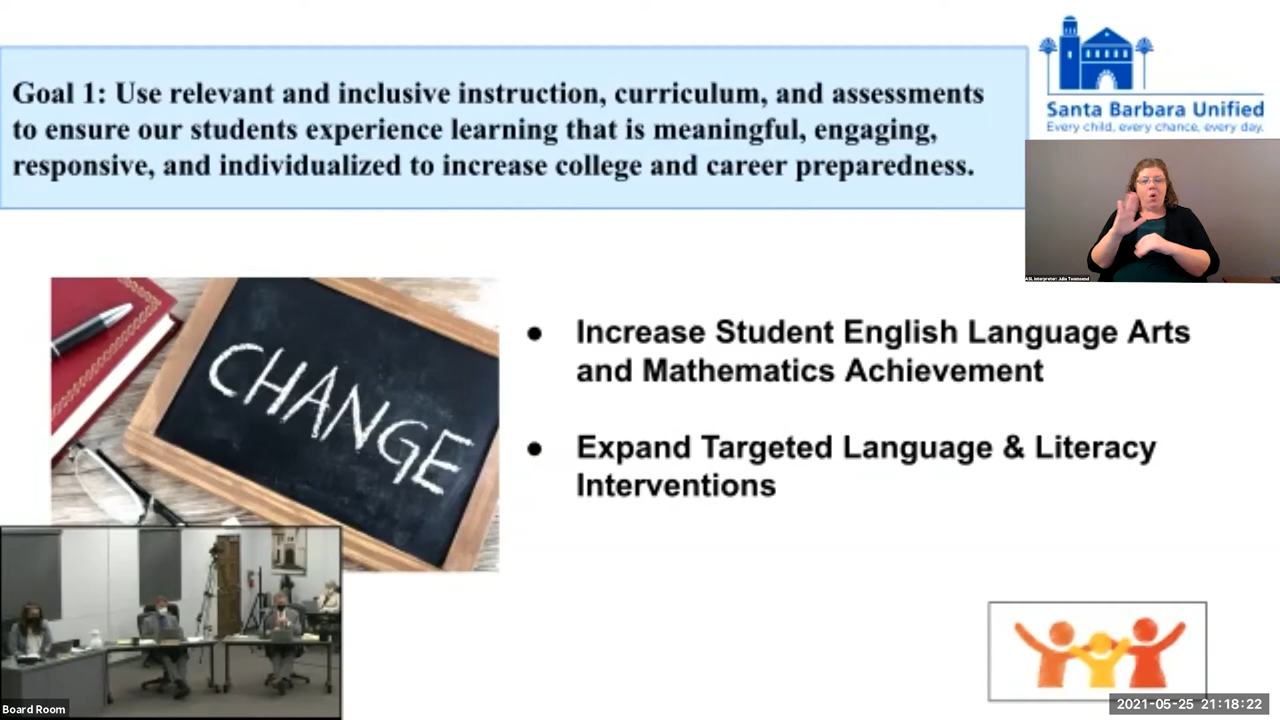 Goal 1: Use relevant and inclusive instruction, curriculum, and assessments
to ensure our students experience learning that is meaningful, engaging,
responsive, and individualized to increase college and career preparedness.
Santa Barbara Unified
Every child, every chance, every day.
ASL Interpreter: Julie Townsend
CHANGE
● Increase Student English Language Arts
and Mathematics Achievement
● Expand Targeted Language & Literacy
Interventions
Board Room
2021-05-25 21:18:22